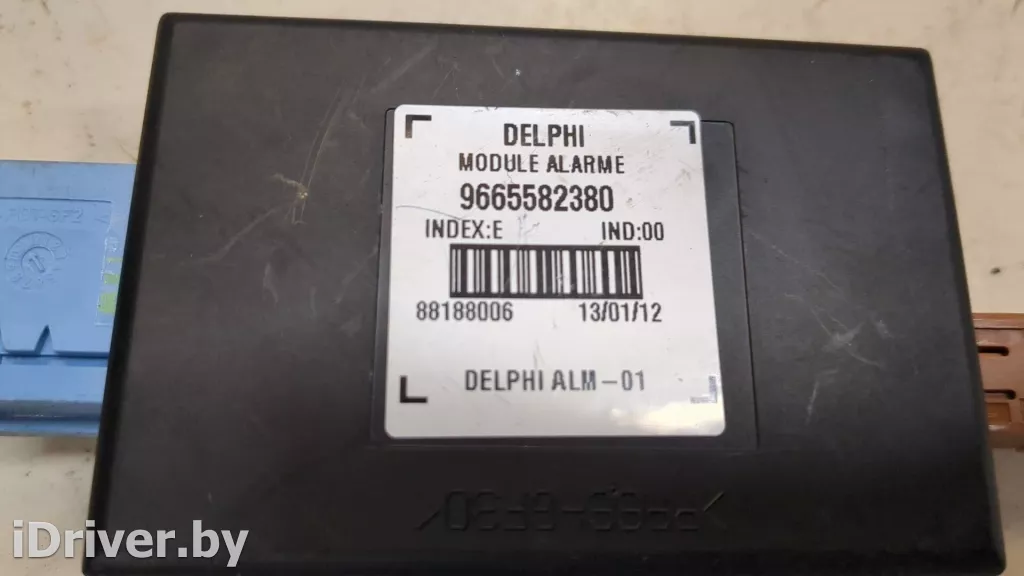 DELPHI
MODULE ALARME
9665582380
INDEX:E IND:00
88188006 13/01/12
DELPHI ALM-01
iDriver.by